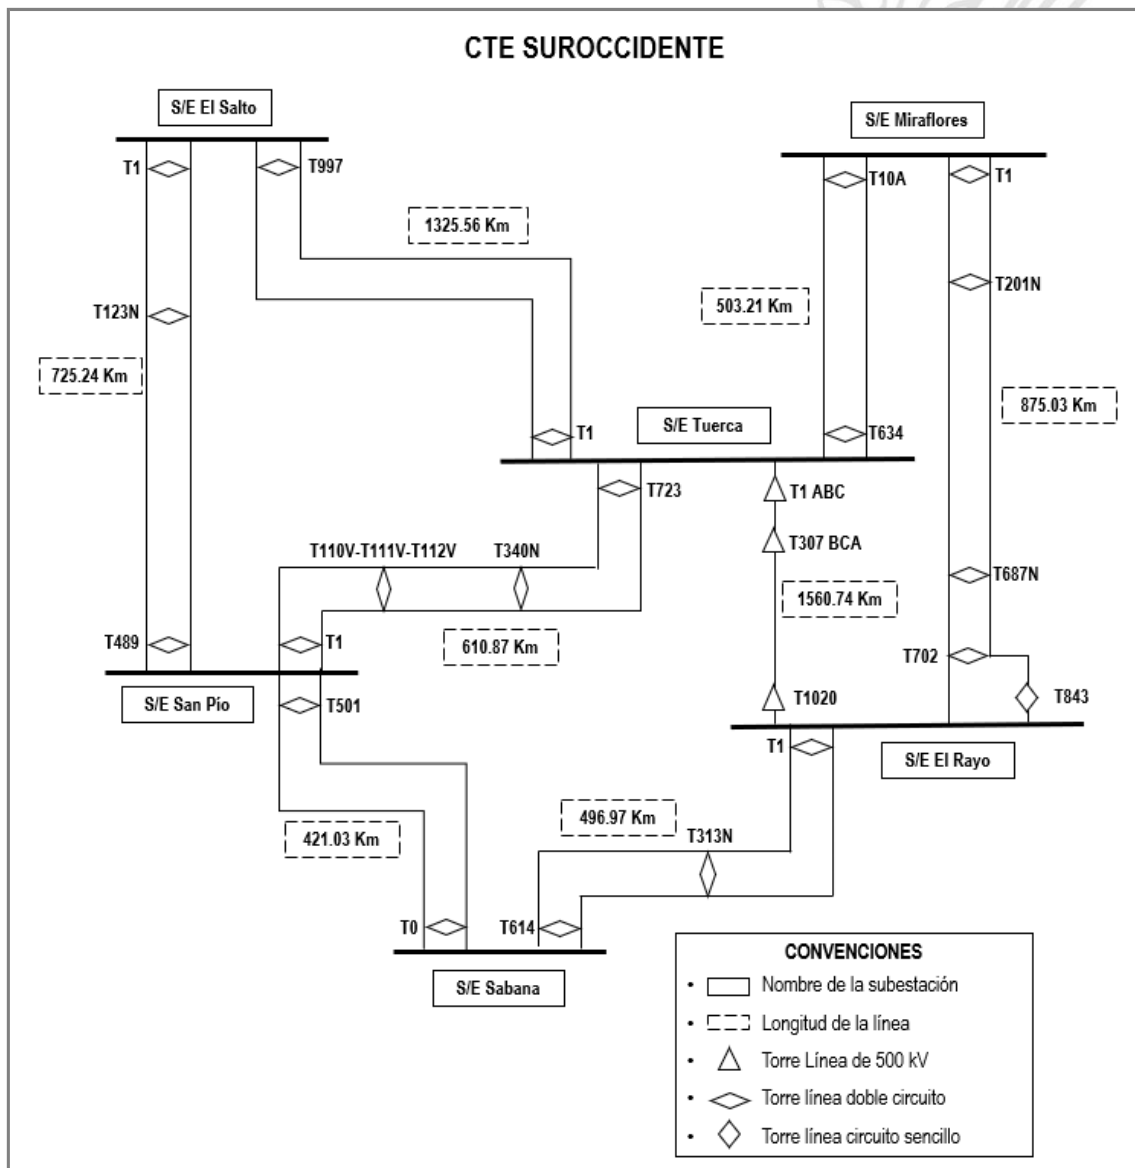 CTE SUROCCIDENTE
S/E El Salto
S/E Miraflores
T1
T997
T10A
T1
1325.56 Km
T201N
503.21 Km
T123N
725.24 Km
875.03 Km
S/E Tuerca
T1
T634
T723
T1 ABC
T307 BCA
T110V-T111V-T112V
T340N
T687N
1560.74 Km
T489
T1
610.87 Km
T702
S/E San Pío
T501
T1020
T843
T1
S/E El Rayo
496.97 Km
421.03 Km
T313N
T0
T614
S/E Sabana
CONVENCIONES
• Nombre de la subestación
• Longitud de la línea
• Torre Línea de 500 kV
• Torre línea doble circuito
• Torre línea circuito sencillo